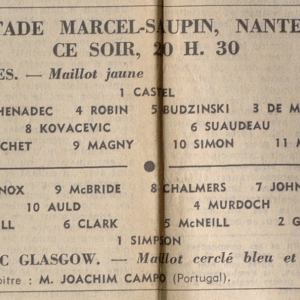 TADE MARCEL-SAUPIN, NANTE
CE SOIR, 20 H. 30
ES. — Maillot jaune
1 CASTEL
HENADEC 4 ROBIN 5 BUDZINSKI 3 DE M
8 KOVACEVIC 6 SUAUDEAU
CHET 9 MAGNY 10 SIMON 11 M
NOX 9 McBRIDE 8 CHALMERS 7 JOHN
10 AULD 4 MURDOCH
LL 6 CLARK 5 McNEILL 2 G
1 SIMPSON
C GLASGOW. — Maillot cerclé bleu et
bitre : M. JOACHIM CAMPO (Portugal).